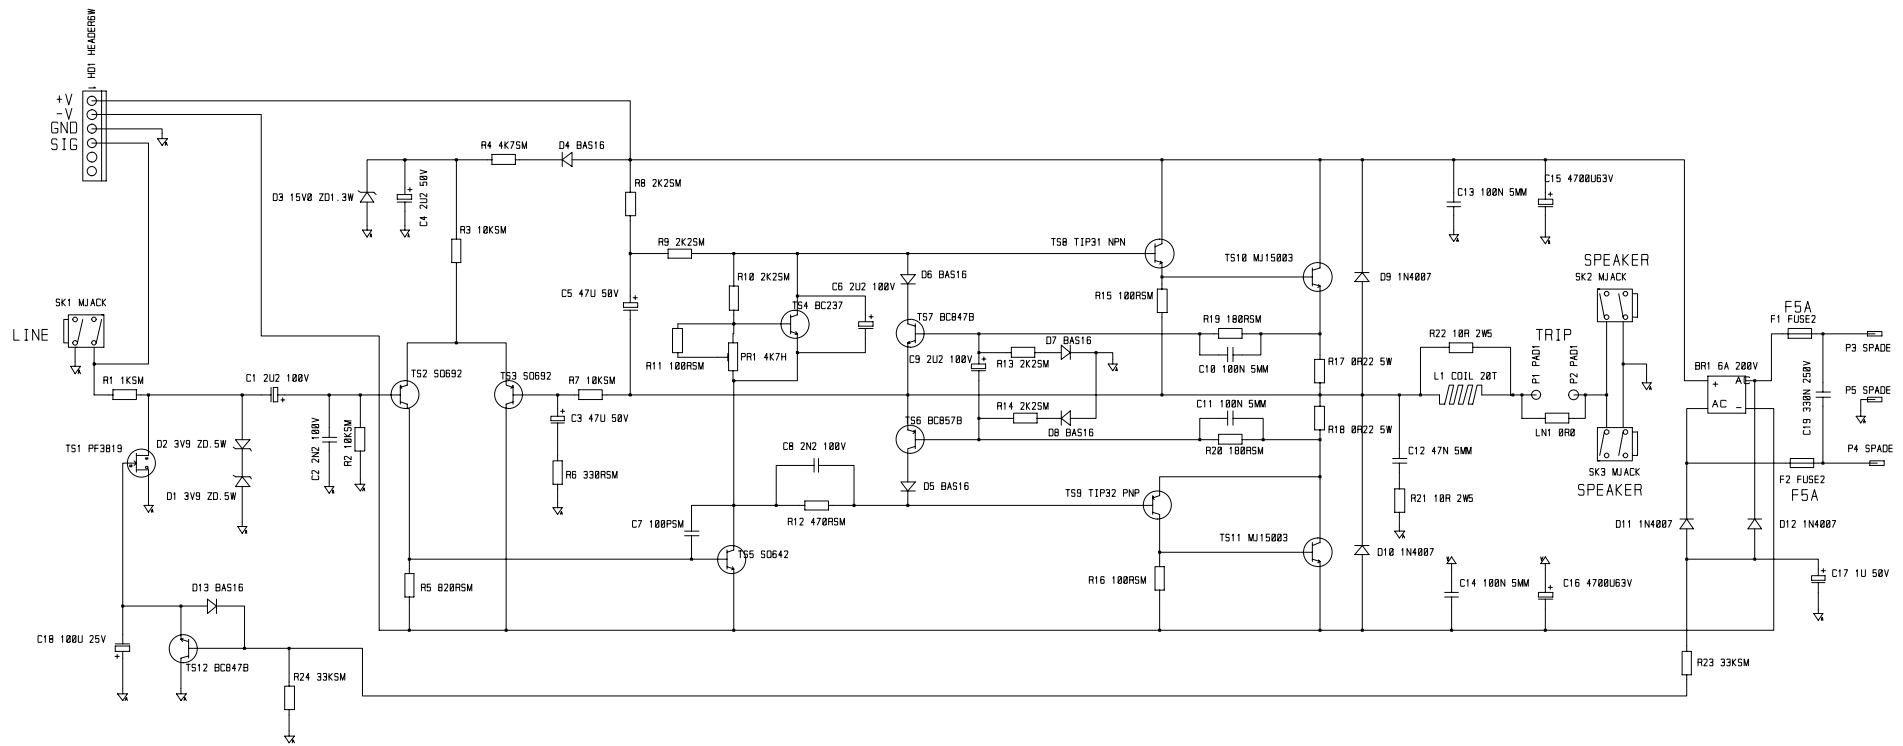 HD1 HEADER6W
1
+V
-V
GND
SIG
R4 4K7SM
D4 BAS16
D3 15V0 ZD1.3W
C4 2U2 50V
R8 2K2SM
C13 100N 5MM
C15 4700U63V
R3 10KSM
R9 2K2SM
TS8 TIP31 NPN
TS10 MJ15003
SPEAKER
SK2 MJACK
R10 2K2SM
D6 BAS16
D9 1N4007
C6 2U2 100V
C5 47U 50V
R15 100RSM
SK1 MJACK
TS4 BC237
LINE
TS7 BC847B
R19 180RSM
F5A
F1 FUSE2
R22 10R 2W5
TRIP
P3 SPADE
R11 100RSM
PR1 4K7H
C9 2U2 100V
D7 BAS16
R13 2K2SM
C10 100N 5MM
R17 0R22 5W
P1 PAD1
P2 PAD1
BR1 6A 200V
+
AC
AC
-
R1 1KSM
C1 2U2 100V
TS2 SO692
TS3 SO692
R7 10KSM
L1 COIL 20T
P5 SPADE
C19 330N 250V
C3 47U 50V
TS6 BC857B
R14 2K2SM
D8 BAS16
C11 100N 5MM
R18 0R22 5W
LN1 0R0
TS1 PF3819
D2 3V9 ZD.5W
C2 2N2 100V
R2 10KSM
C8 2N2 100V
R20 180RSM
C12 47N 5MM
P4 SPADE
R6 330RSM
SK3 MJACK
SPEAKER
F2 FUSE2
F5A
D1 3V9 ZD.5W
D5 BAS16
TS9 TIP32 PNP
R21 10R 2W5
C7 100PSM
R12 470RSM
D11 1N4007
D12 1N4007
TS5 SO642
TS11 MJ15003
D10 1N4007
R5 820RSM
R16 100RSM
C14 100N 5MM
C16 4700U63V
C17 1U 50V
D13 BAS16
C18 100U 25V
TS12 BC847B
R24 33KSM
R23 33KSM